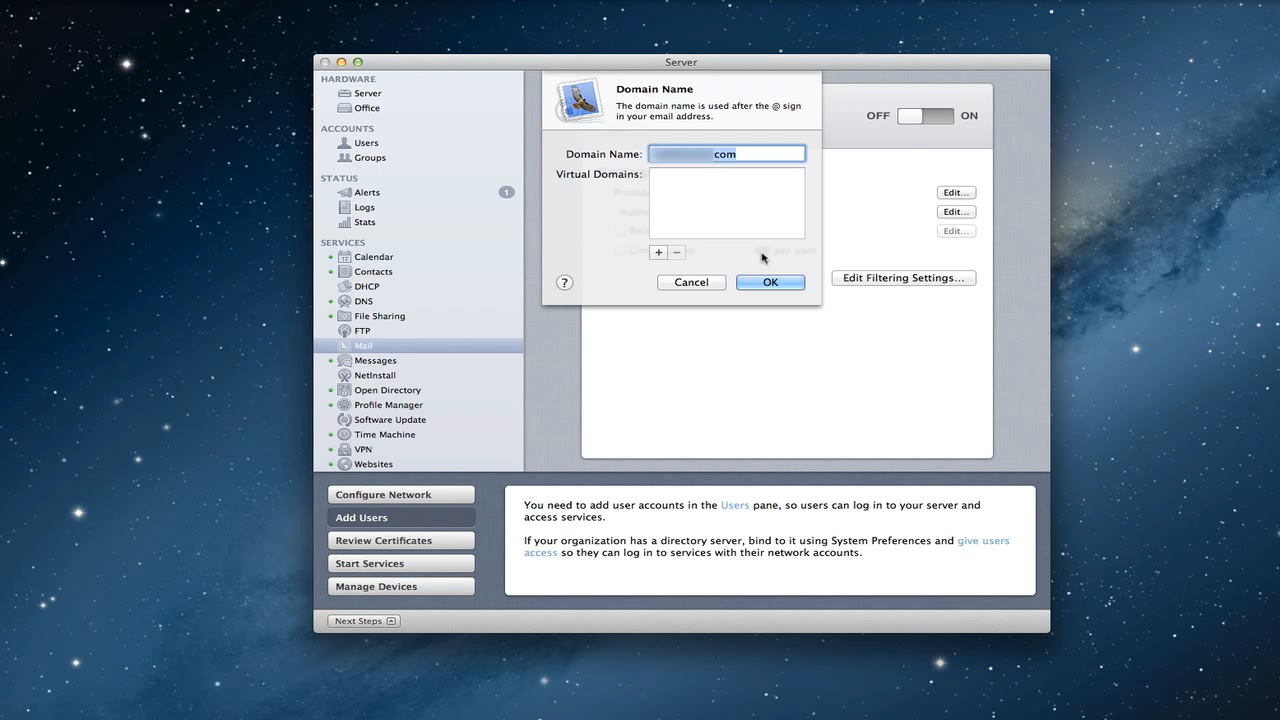 Server
HARDWARE
Server
Office
ACCOUNTS
Users
Groups
STATUS
Alerts
1
Logs
Stats
SERVICES
Calendar
Contacts
DHCP
DNS
File Sharing
FTP
Mail
Messages
NetInstall
Open Directory
Profile Manager
Software Update
Time Machine
VPN
Websites
Domain Name
The domain name is used after the @ sign
in your email address.
Domain Name:
com
Virtual Domains:
+ −
? Cancel OK
OFF ON
Edit...
Edit...
Edit...
Edit Filtering Settings...
Configure Network
Add Users
Review Certificates
Start Services
Manage Devices
You need to add user accounts in the Users pane, so users can log in to your server and
access services.
If your organization has a directory server, bind to it using System Preferences and give users
access so they can log in to services with their network accounts.
Next Steps